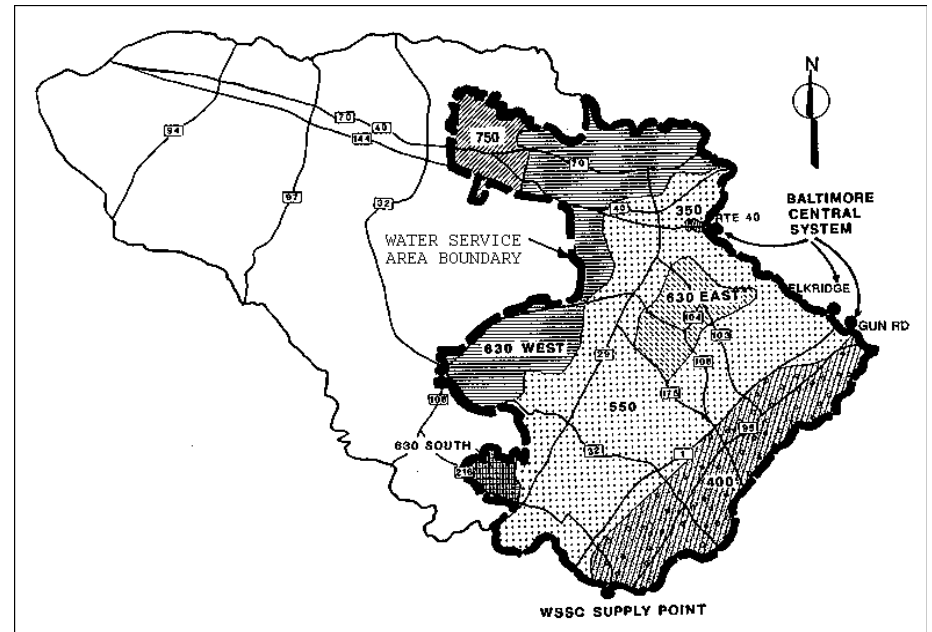 N
750
70
40
144
94
70
97
32
40
350
RTE 40
BALTIMORE
CENTRAL
SYSTEM
WATER SERVICE
AREA BOUNDARY
ELKRIDGE
630 EAST
104
103
GUN RD
630 WEST
29
108
108
175
550
95
630 SOUTH
32
1
216
400
WSSC SUPPLY POINT